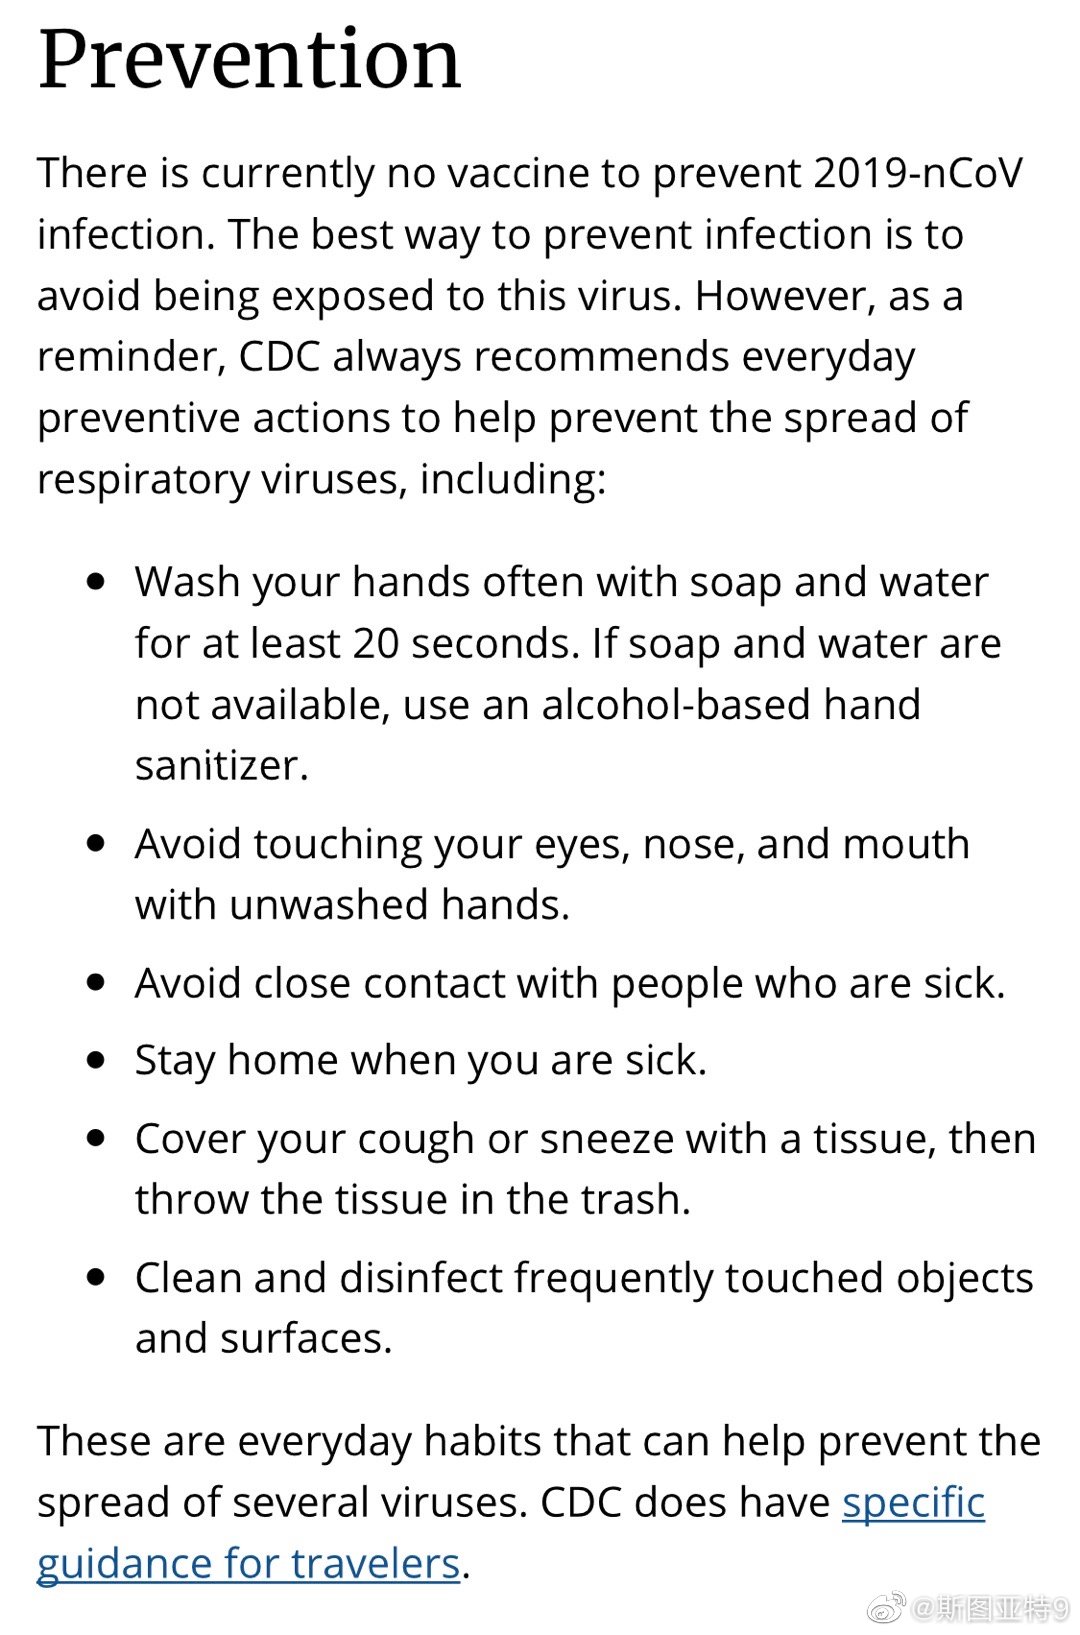 Prevention
There is currently no vaccine to prevent 2019-nCoV
infection. The best way to prevent infection is to
avoid being exposed to this virus. However, as a
reminder, CDC always recommends everyday
preventive actions to help prevent the spread of
respiratory viruses, including:
• Wash your hands often with soap and water
for at least 20 seconds. If soap and water are
not available, use an alcohol-based hand
sanitizer.
• Avoid touching your eyes, nose, and mouth
with unwashed hands.
• Avoid close contact with people who are sick.
• Stay home when you are sick.
• Cover your cough or sneeze with a tissue, then
throw the tissue in the trash.
• Clean and disinfect frequently touched objects
and surfaces.
These are everyday habits that can help prevent the
spread of several viruses. CDC does have specific
guidance for travelers.
@斯图亚特9